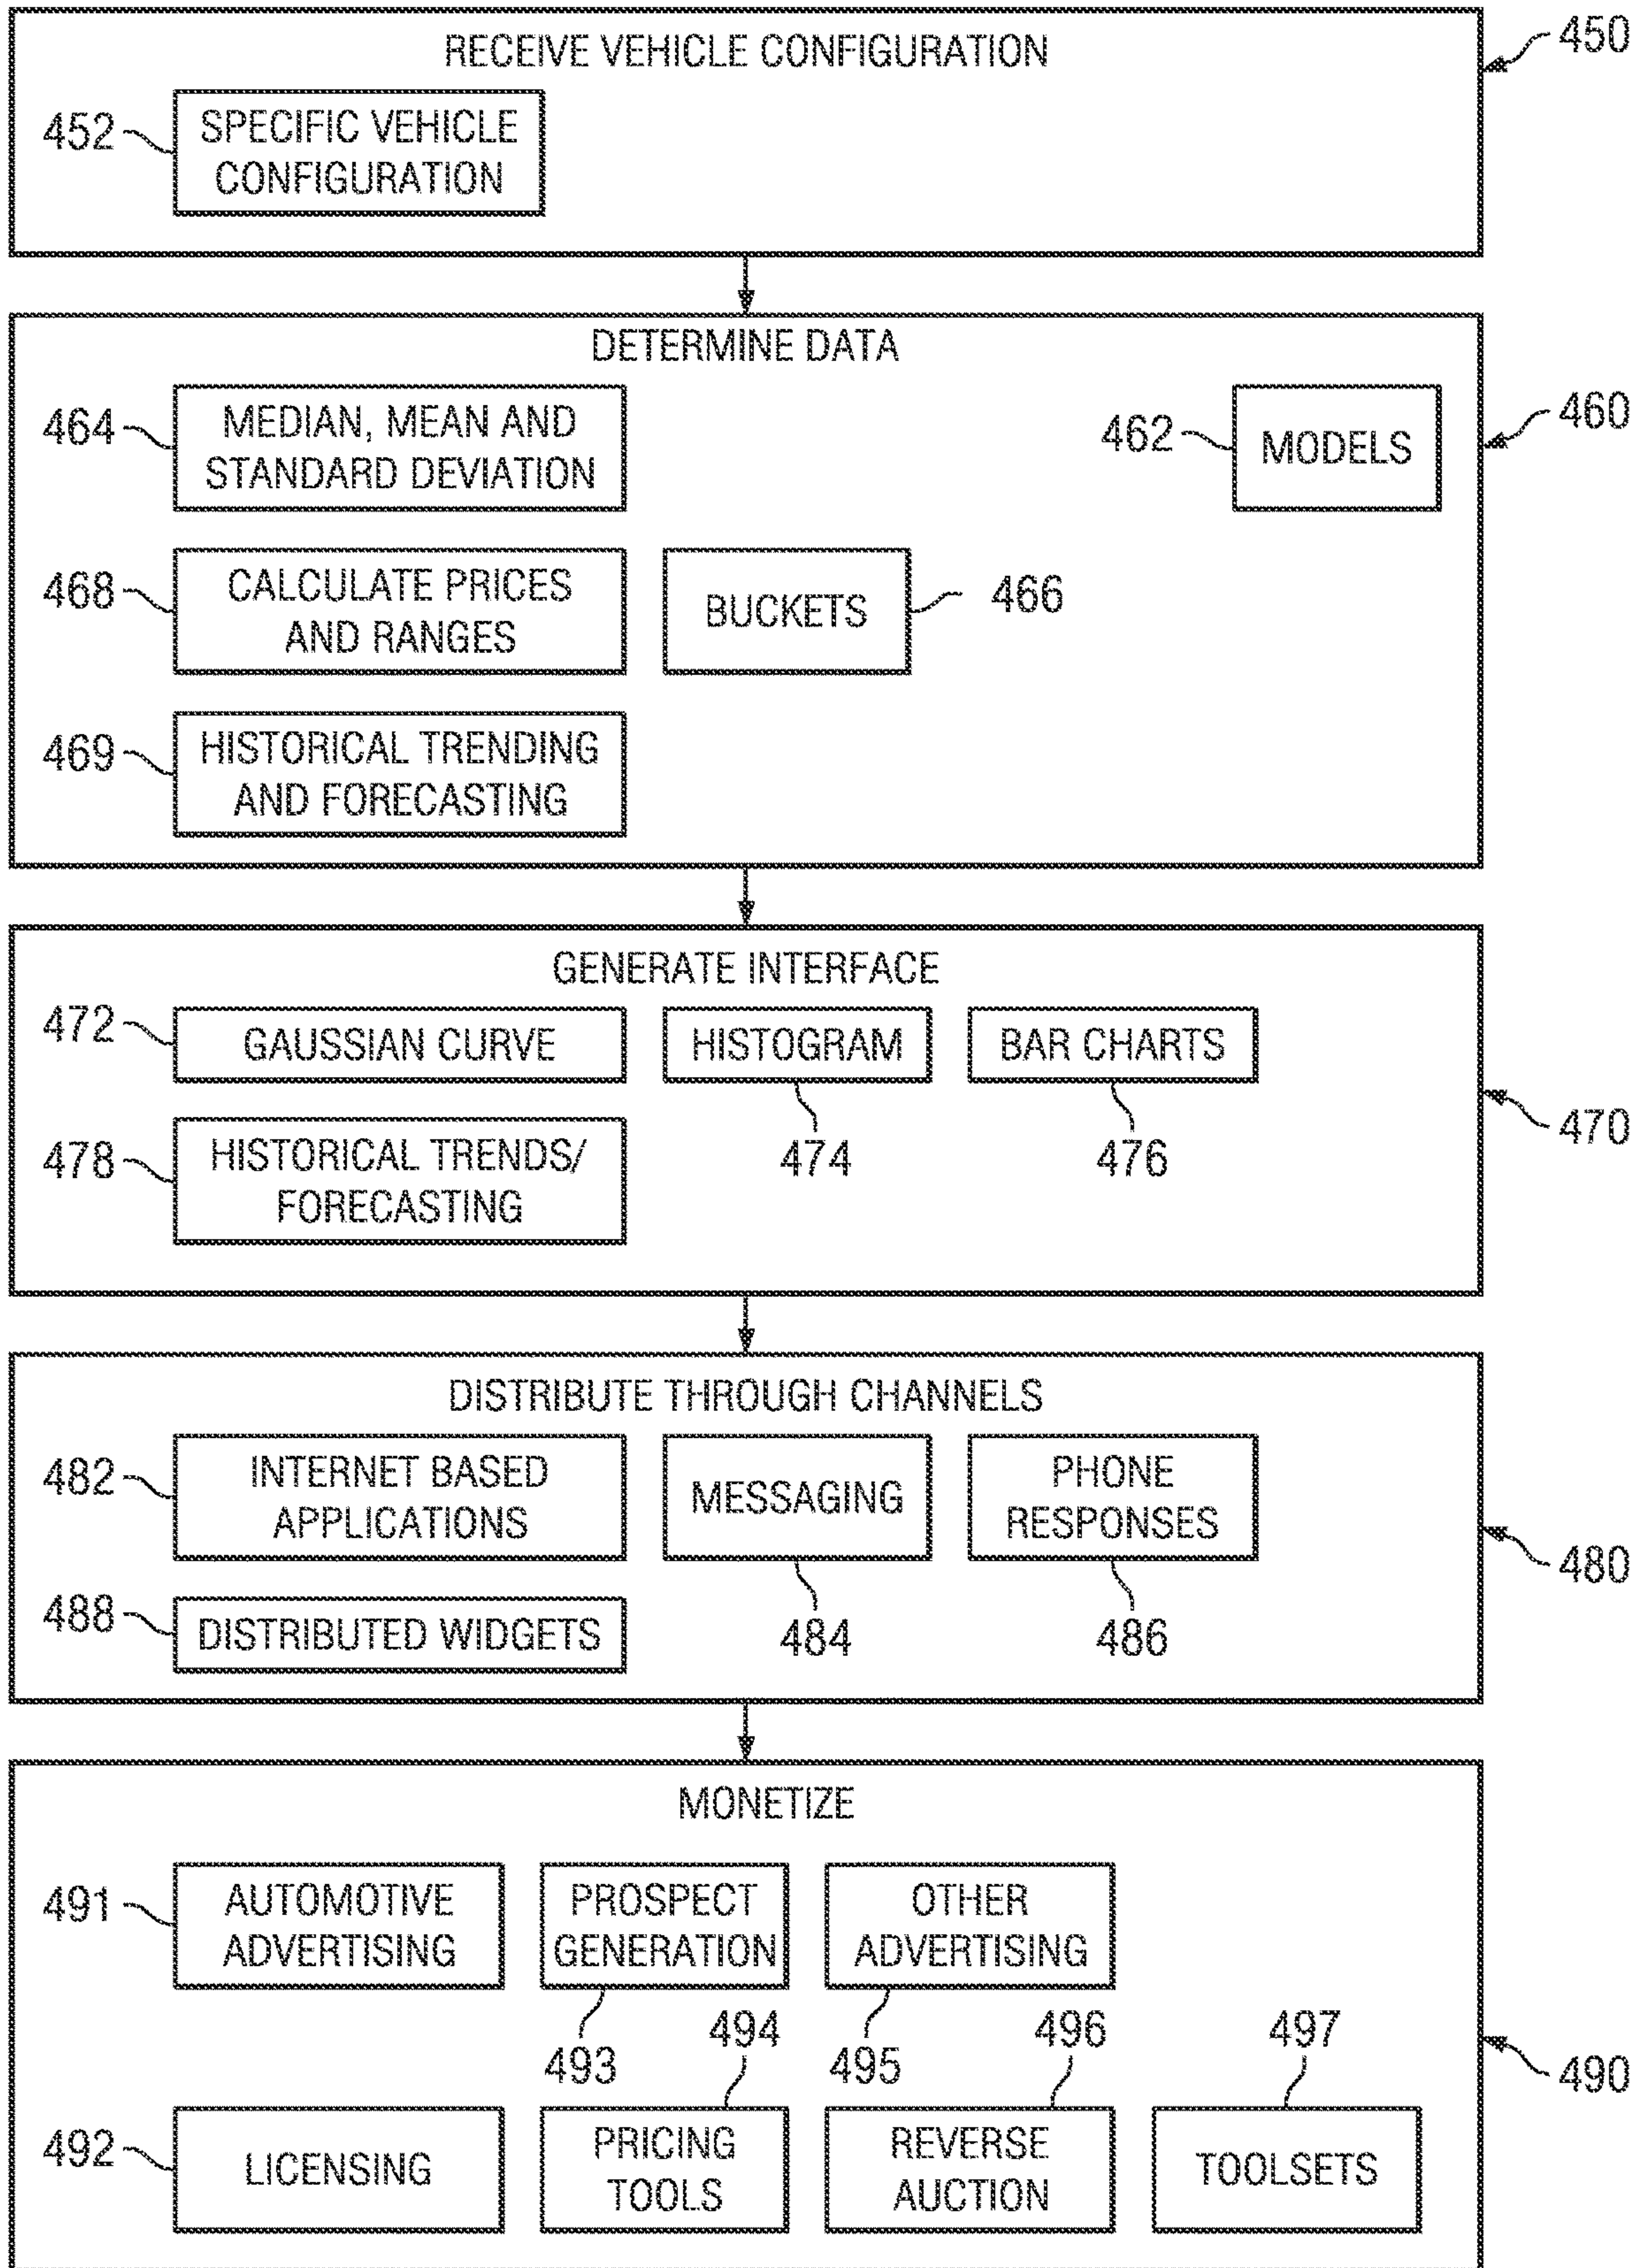 RECEIVE VEHICLE CONFIGURATION
450
452
SPECIFIC VEHICLE
CONFIGURATION
DETERMINE DATA
464
MEDIAN, MEAN AND
STANDARD DEVIATION
462
MODELS
460
468
CALCULATE PRICES
AND RANGES
BUCKETS
466
469
HISTORICAL TRENDING
AND FORECASTING
GENERATE INTERFACE
472
GAUSSIAN CURVE
HISTOGRAM
BAR CHARTS
474
476
470
478
HISTORICAL TRENDS/
FORECASTING
DISTRIBUTE THROUGH CHANNELS
482
INTERNET BASED
APPLICATIONS
MESSAGING
PHONE
RESPONSES
480
488
DISTRIBUTED WIDGETS
484
486
MONETIZE
491
AUTOMOTIVE
ADVERTISING
PROSPECT
GENERATION
OTHER
ADVERTISING
493
494
495
496
497
490
492
LICENSING
PRICING
TOOLS
REVERSE
AUCTION
TOOLSETS